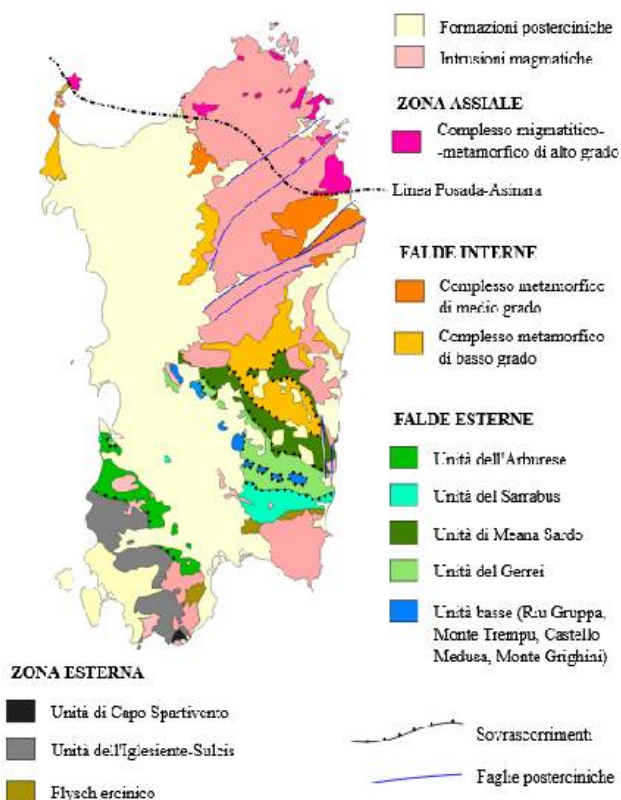 Formazioni posterciniche
Intrusioni magmatiche
ZONA ASSIALE
Complesso migmatitico-
-metamorfico di alto grado
Linea Posada-Asinara
FALDE INTERNE
Complesso metamorfico
di medio grado
Complesso metamorfico
di basso grado
FALDE ESTERNE
Unità dell'Arburese
Unità del Sarrabus
Unità di Meana Sardo
Unità del Gerrei
Unità basse (Riu Gruppa,
Monte Trempu, Castello
Medusa, Monte Grighini)
ZONA ESTERNA
Unità di Capo Spartivento
Unità dell'Iglesiente-Sulcis
Flysch ercinico
Sovrascorrimenti
Faglie posterciniche